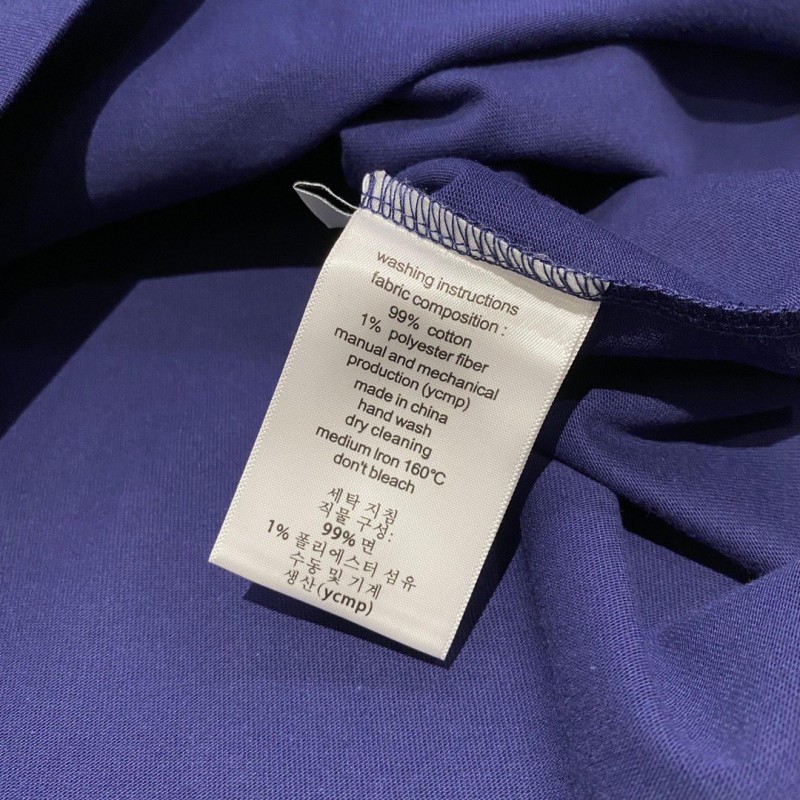 washing instructions
fabric composition :
99% cotton
1% polyester fiber
manual and mechanical
production (ycmp)
made in china
hand wash
dry cleaning
medium Iron 160°C
don't bleach
세탁 지침
직물 구성:
99% 면
1% 폴리에스터 섬유
수동 및 기계
생산(ycmp)